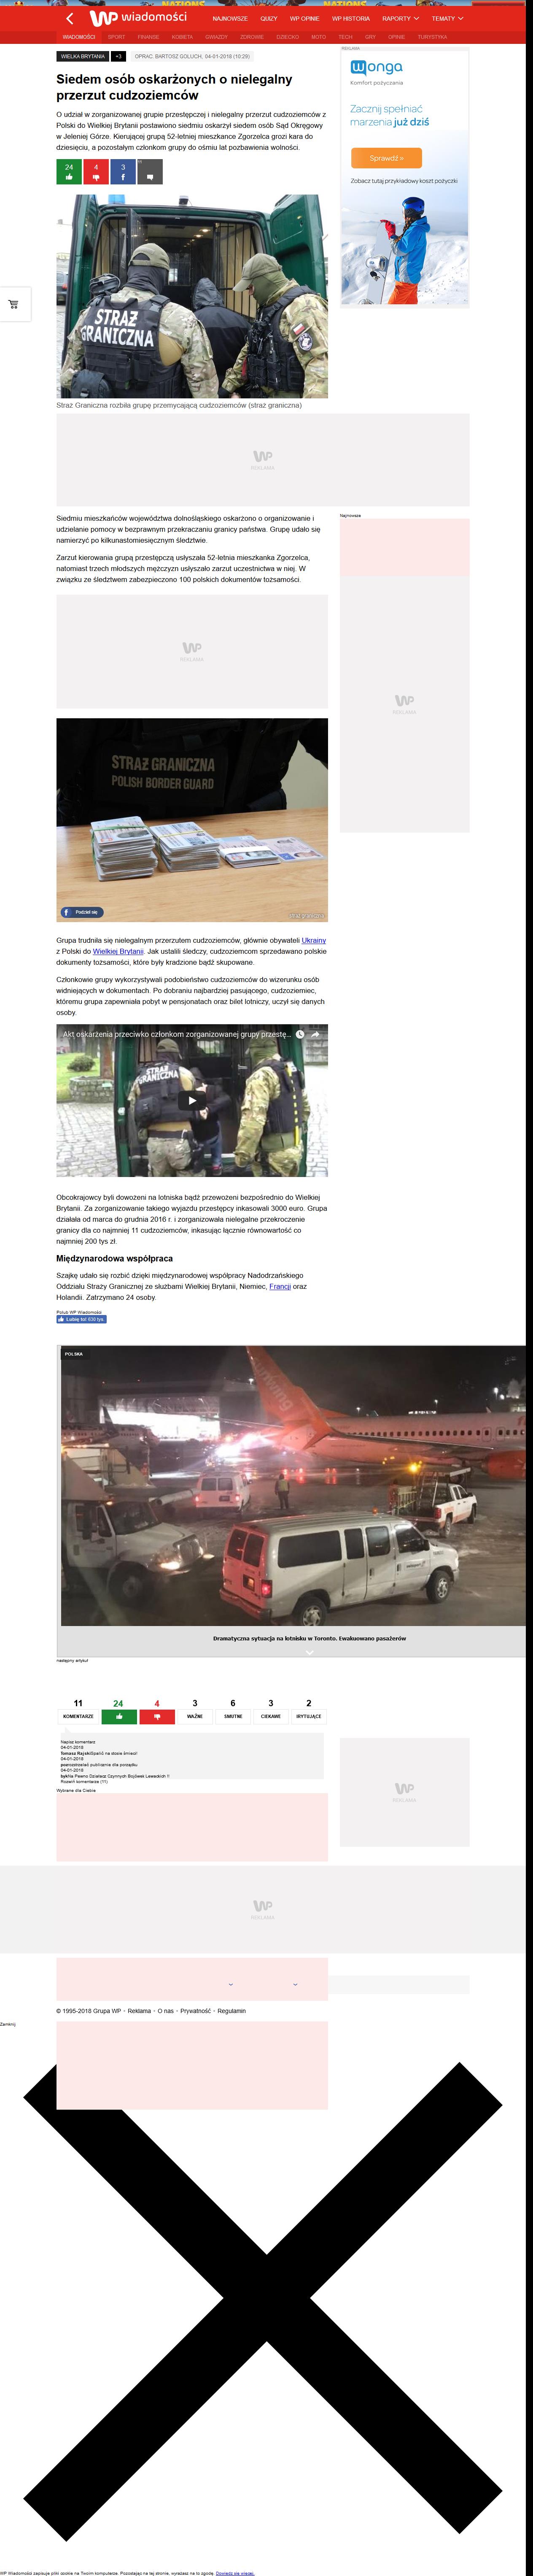 WP wiadomości
NAJNOWSZE QUIZY WP OPINIE WP HISTORIA RAPORTY TEMATY
WIADOMOŚCI SPORT FINANSE KOBIETA GWIAZDY ZDROWIE DZIECKO MOTO TECH GRY OPINIE TURYSTYKA
WIELKA BRYTANIA +3 OPRAC. BARTOSZ GOLUCH, 04-01-2018 (10:29)
Siedem osób oskarżonych o nielegalny
przerzut cudzoziemców
O udział w zorganizowanej grupie przestępczej i nielegalny przerzut cudzoziemców z
Polski do Wielkiej Brytanii postawiono siedmiu oskarżył siedem osób Sąd Okręgowy
w Jeleniej Górze. Kierującej grupą 52-letniej mieszkance Zgorzelca grozi kara do
dziesięciu, a pozostałym członkom grupy do ośmiu lat pozbawienia wolności.
24 4 3
REKLAMA
wonga
Komfort pożyczania
Zacznij spełniać
marzenia już dziś
Sprawdź »
Zobacz tutaj przykładowy koszt pożyczki
STRAŻ
GRANICZNA
Straż Graniczna rozbiła grupę przemycającą cudzoziemców (straż graniczna)
WP
REKLAMA
Siedmiu mieszkańców województwa dolnośląskiego oskarżono o organizowanie i
udzielanie pomocy w bezprawnym przekraczaniu granicy państwa. Grupę udało się
namierzyć po kilkunastomiesięcznym śledztwie.
Zarzut kierowania grupą przestępczą usłyszała 52-letnia mieszkanka Zgorzelca,
natomiast trzech młodszych mężczyzn usłyszało zarzut uczestnictwa w niej. W
związku ze śledztwem zabezpieczono 100 polskich dokumentów tożsamości.
Najnowsze
WP
REKLAMA
WP
REKLAMA
STRAŻ GRANICZNA
POLISH BORDER GUARD
Podziel się
Grupa trudniła się nielegalnym przerzutem cudzoziemców, głównie obywateli Ukrainy
z Polski do Wielkiej Brytanii. Jak ustalili śledczy, cudzoziemcom sprzedawano polskie
dokumenty tożsamości, które były kradzione bądź skupowane.
Członkowie grupy wykorzystywali podobieństwo cudzoziemców do wizerunku osób
widniejących w dokumentach. Po dobraniu najbardziej pasującego, cudzoziemiec,
któremu grupa zapewniała pobyt w pensjonatach oraz bilet lotniczy, uczył się danych
osoby.
Akt oskarżenia przeciwko członkom zorganizowanej grupy przestę...
STRAŻ
GRANICZNA
Obcokrajowcy byli dowożeni na lotniska bądź przewożeni bezpośrednio do Wielkiej
Brytanii. Za zorganizowanie takiego wyjazdu przestępcy inkasowali 3000 euro. Grupa
działała od marca do grudnia 2016 r. i zorganizowała nielegalne przekroczenie
granicy dla co najmniej 11 cudzoziemców, inkasując łącznie równowartość co
najmniej 200 tys zł.
Międzynarodowa współpraca
Szajkę udało się rozbić dzięki międzynarodowej współpracy Nadodrzańskiego
Oddziału Straży Granicznej ze służbami Wielkiej Brytanii, Niemiec, Francji oraz
Holandii. Zatrzymano 24 osoby.
Polub WP Wiadomości
Lubię to! 630 tys.
POLSKA
Dramatyczna sytuacja na lotnisku w Toronto. Ewakuowano pasażerów
następny artykuł
11 24 4 3 6 3 2
KOMENTARZE WAŻNE SMUTNE CIEKAWE IRYTUJĄCE
Napisz komentarz
04-01-2018
Tomasz Rajski Spalić na stosie śmieci!
04-01-2018
pozno zostali publicznie dla porządku
04-01-2018
Pewno Działacz Czynnych Bojówek Lewackich !!
Rozwiń komentarze (11)
Wybrane dla Ciebie
WP
REKLAMA
WP
REKLAMA
© 1995-2018 Grupa WP • Reklama • O nas • Prywatność • Regulamin
Zamknij
WP Wiadomości zapisuje pliki cookie na Twoim komputerze. Pozostając na tej stronie, wyrażasz na to zgodę. Dowiedz się więcej.